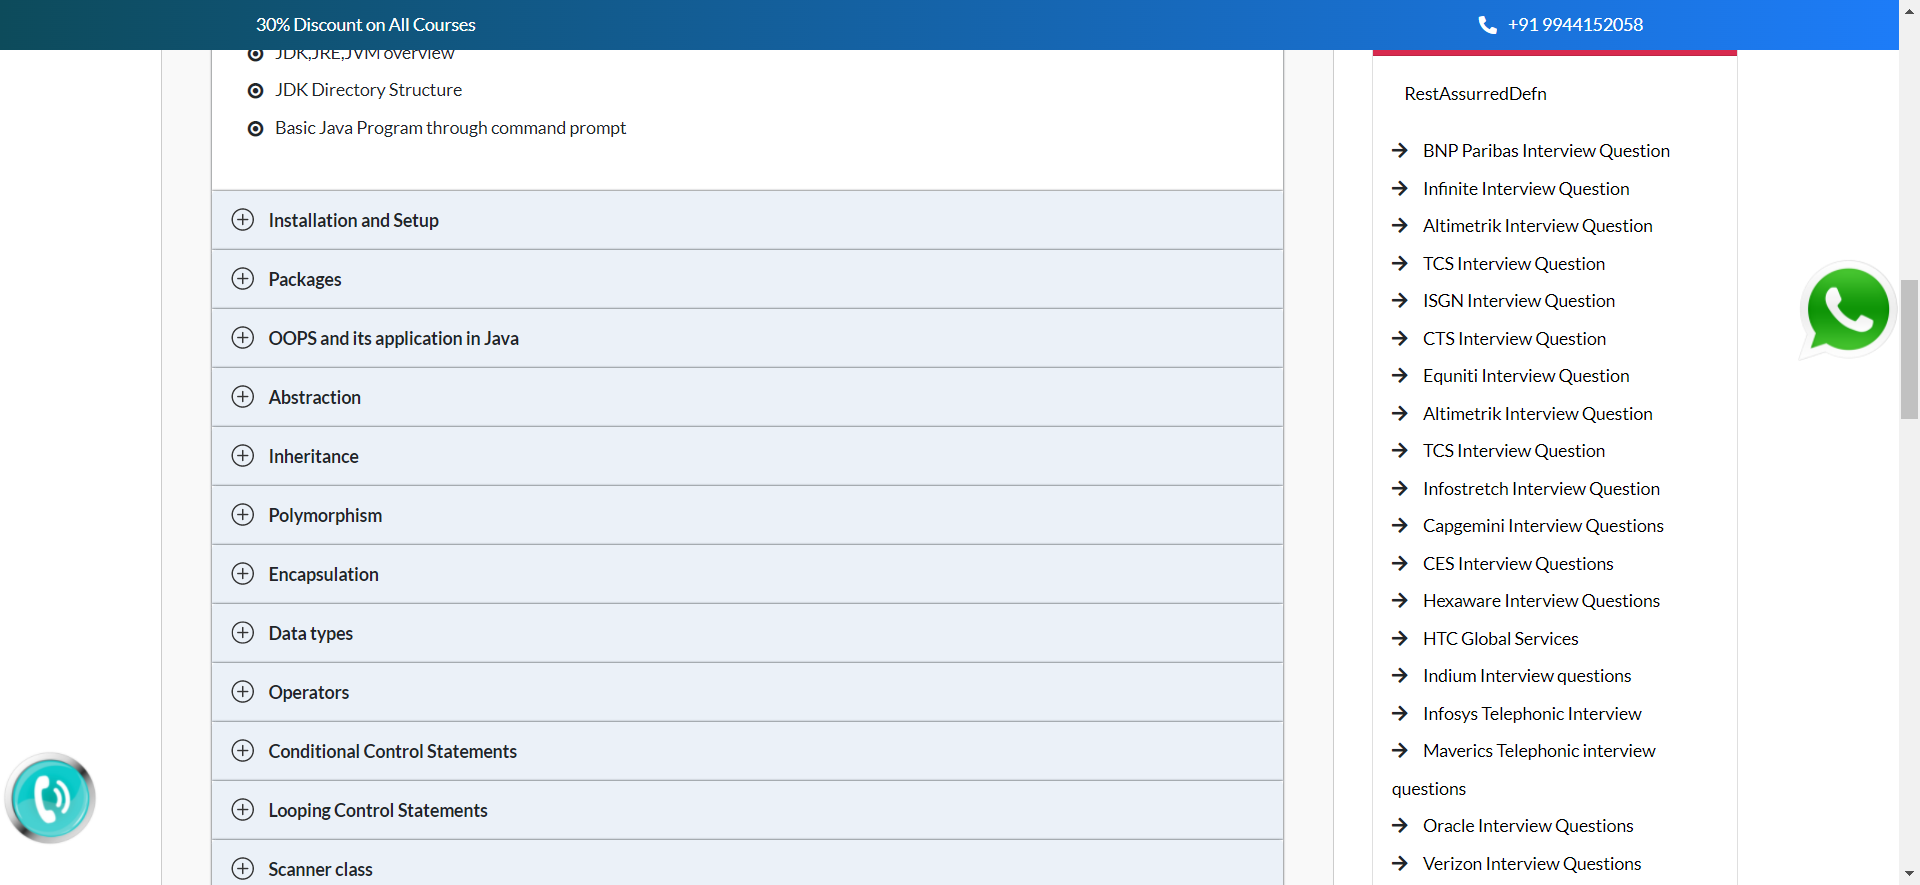 30% Discount on All Courses
+91 9944152058
JDK,JRE,JVM overview
JDK Directory Structure
Basic Java Program through command prompt
Installation and Setup
Packages
OOPS and its application in Java
Abstraction
Inheritance
Polymorphism
Encapsulation
Data types
Operators
Conditional Control Statements
Looping Control Statements
Scanner class
RestAssurredDefn
BNP Paribas Interview Question
Infinite Interview Question
Altimetrik Interview Question
TCS Interview Question
ISGN Interview Question
CTS Interview Question
Equniti Interview Question
Altimetrik Interview Question
TCS Interview Question
Infostretch Interview Question
Capgemini Interview Questions
CES Interview Questions
Hexaware Interview Questions
HTC Global Services
Indium Interview questions
Infosys Telephonic Interview
Maverics Telephonic interview
questions
Oracle Interview Questions
Verizon Interview Questions